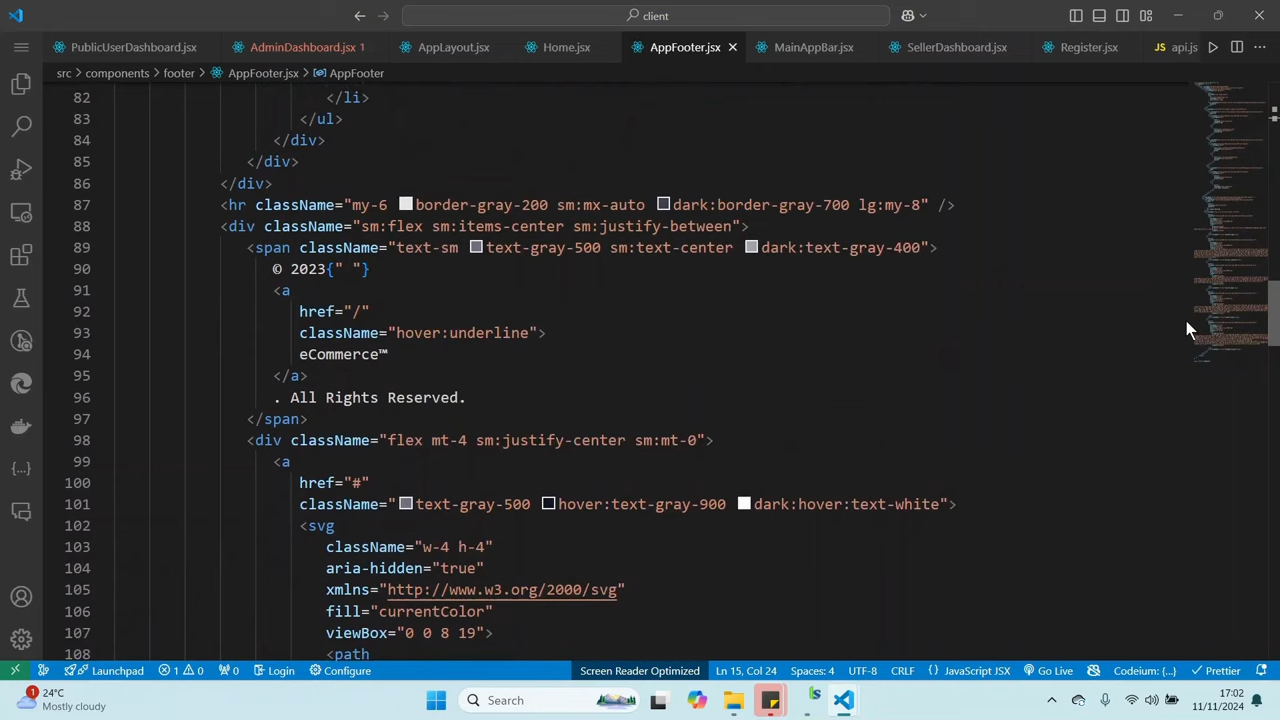 client
PublicUserDashboard.jsx
AdminDashboard.jsx 1
AppLayout.jsx
Home.jsx
AppFooter.jsx
MainAppBar.jsx
SellerDashboard.jsx
Register.jsx
JS api.js
src > components > footer > AppFooter.jsx > AppFooter
82 </li>
83 </ul>
84 </div>
85 </div>
86 </div>
87 <hr className="my-6 border-gray-200 sm:mx-auto dark:border-gray-700 lg:my-8"
88 <div className="sm:flex sm:items-center sm:justify-between">
89 <span className="text-sm text-gray-500 sm:text-center dark:text-gray-400">
90 © 2023{" "}
91 <a
92 href="/"
93 className="hover:underline">
94 eCommerce™
95 </a>
96 . All Rights Reserved.
97 </span>
98 <div className="flex mt-4 sm:justify-center sm:mt-0">
99 <a
100 href="#"
101 className="text-gray-500 hover:text-gray-900 dark:hover:text-white">
102 <svg
103 className="w-4 h-4"
104 aria-hidden="true"
105 xmlns="http://www.w3.org/2000/svg"
106 fill="currentColor"
107 viewBox="0 0 8 19">
108 <path
Launchpad 1 0 0 Login Configure Screen Reader Optimized Ln 15, Col 24 Spaces: 4 UTF-8 CRLF {} JavaScript JSX Go Live Codeium: {...} Prettier
1
24°C
Mostly cloudy
Search
17:02
11/11/2024